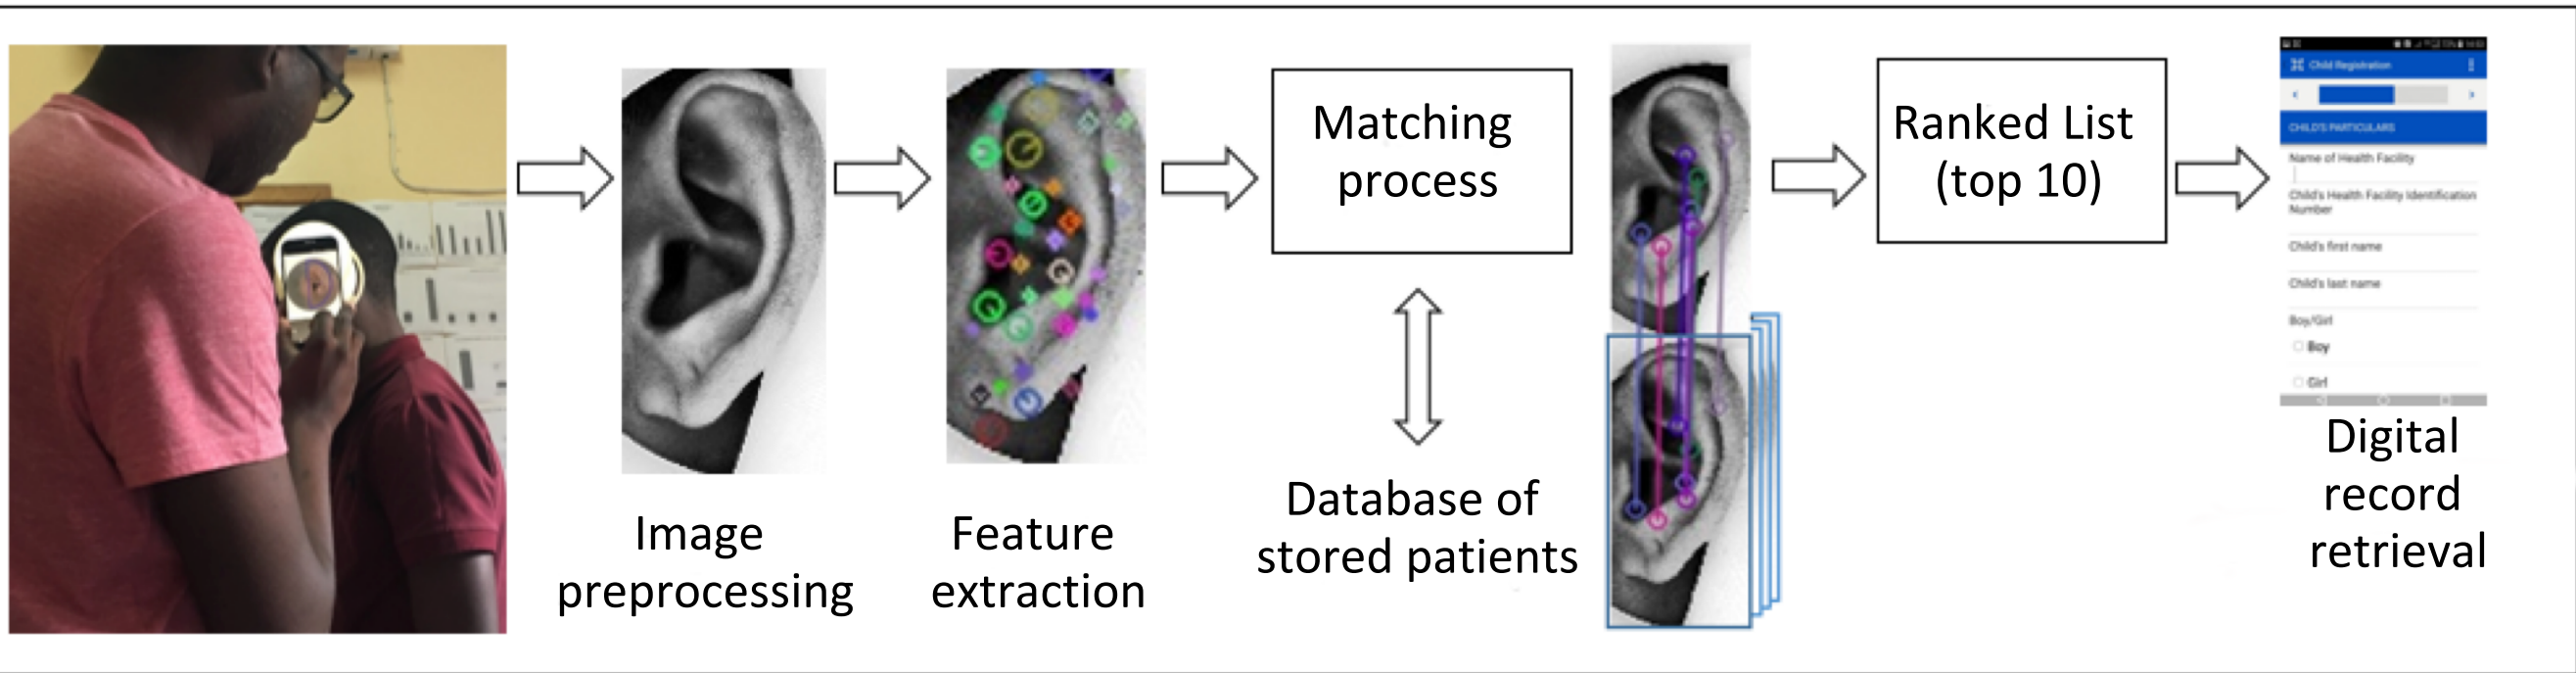 Image
preprocessing
Feature
extraction
Matching
process
Database of
stored patients
Ranked List
(top 10)
Child Registration
CHILD'S PARTICULARS
Name of Health Facility
Child's Health Facility Identification
Number
Child's first name
Child's last name
Boy/Girl
Boy
Girl
Digital
record
retrieval